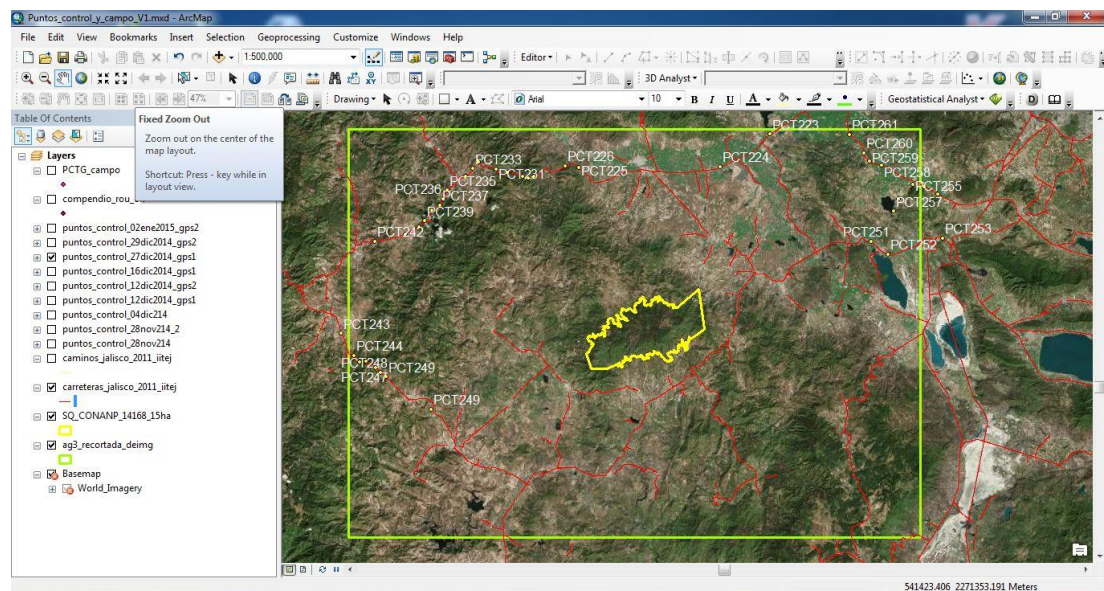 Puntos_control_y_campo_V1.mxd - ArcMap
File Edit View Bookmarks Insert Selection Geoprocessing Customize Windows Help
1:500,000
Editor
3D Analyst
47%
Drawing
Arial
10
B I U A
Geostatistical Analyst
Table Of Contents
Fixed Zoom Out
Zoom out on the center of the
map layout.
Shortcut: Press - key while in
layout view.
Layers
PCTG_campo
compendio_rou_
puntos_control_02ene2015_gps2
puntos_control_29dic2014_gps2
puntos_control_27dic2014_gps1
puntos_control_16dic2014_gps1
puntos_control_12dic2014_gps2
puntos_control_12dic2014_gps1
puntos_control_04dic214
puntos_control_28nov214_2
puntos_control_28nov214
caminos_jalisco_2011_iitej
carreteras_jalisco_2011_iitej
SQ_CONANP_14168_15ha
ag3_recortada_deimg
Basemap
World_Imagery
PCT223
PCT261
PCT260
PCT259
PCT258
PCT255
PCT257
PCT224
PCT226
PCT225
PCT233
PCT231
PCT235
PCT236
PCT237
PCT239
PCT242
PCT251
PCT252
PCT253
PCT243
PCT244
PCT248
PCT249
PCT247
PCT249
541423.406 2271353.191 Meters